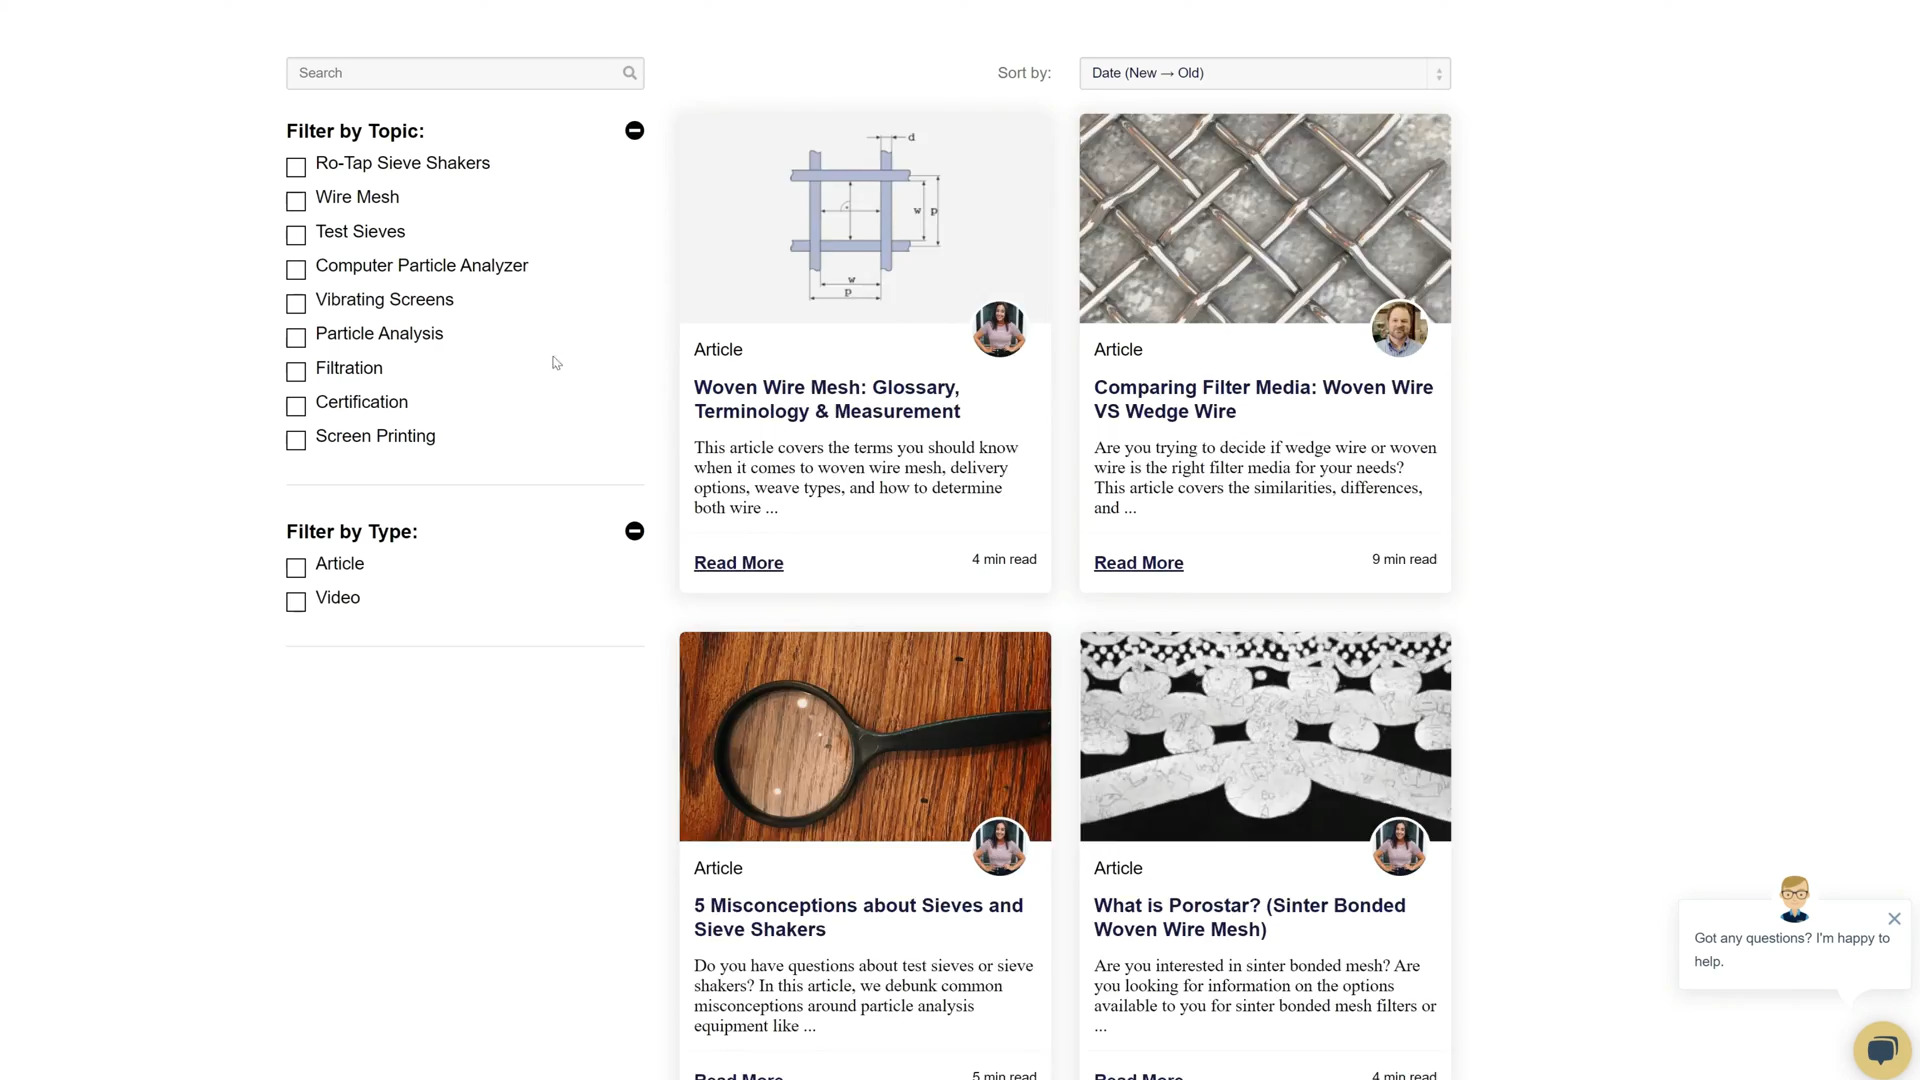 Search
Sort by:
Date (New → Old)
Filter by Topic:
Ro-Tap Sieve Shakers
Wire Mesh
Test Sieves
Computer Particle Analyzer
Vibrating Screens
Particle Analysis
Filtration
Certification
Screen Printing
Filter by Type:
Article
Video
d
w
p
w
p
Article
Woven Wire Mesh: Glossary,
Terminology & Measurement
This article covers the terms you should know
when it comes to woven wire mesh, delivery
options, weave types, and how to determine
both wire ...
Read More
4 min read
Article
Comparing Filter Media: Woven Wire
VS Wedge Wire
Are you trying to decide if wedge wire or woven
wire is the right filter media for your needs?
This article covers the similarities, differences,
and ...
Read More
9 min read
Article
5 Misconceptions about Sieves and
Sieve Shakers
Do you have questions about test sieves or sieve
shakers? In this article, we debunk common
misconceptions around particle analysis
equipment like ...
Read More
5 min read
Article
What is Porostar? (Sinter Bonded
Woven Wire Mesh)
Are you interested in sinter bonded mesh? Are
you looking for information on the options
available to you for sinter bonded mesh filters or
...
Read More
4 min read
Got any questions? I'm happy to
help.